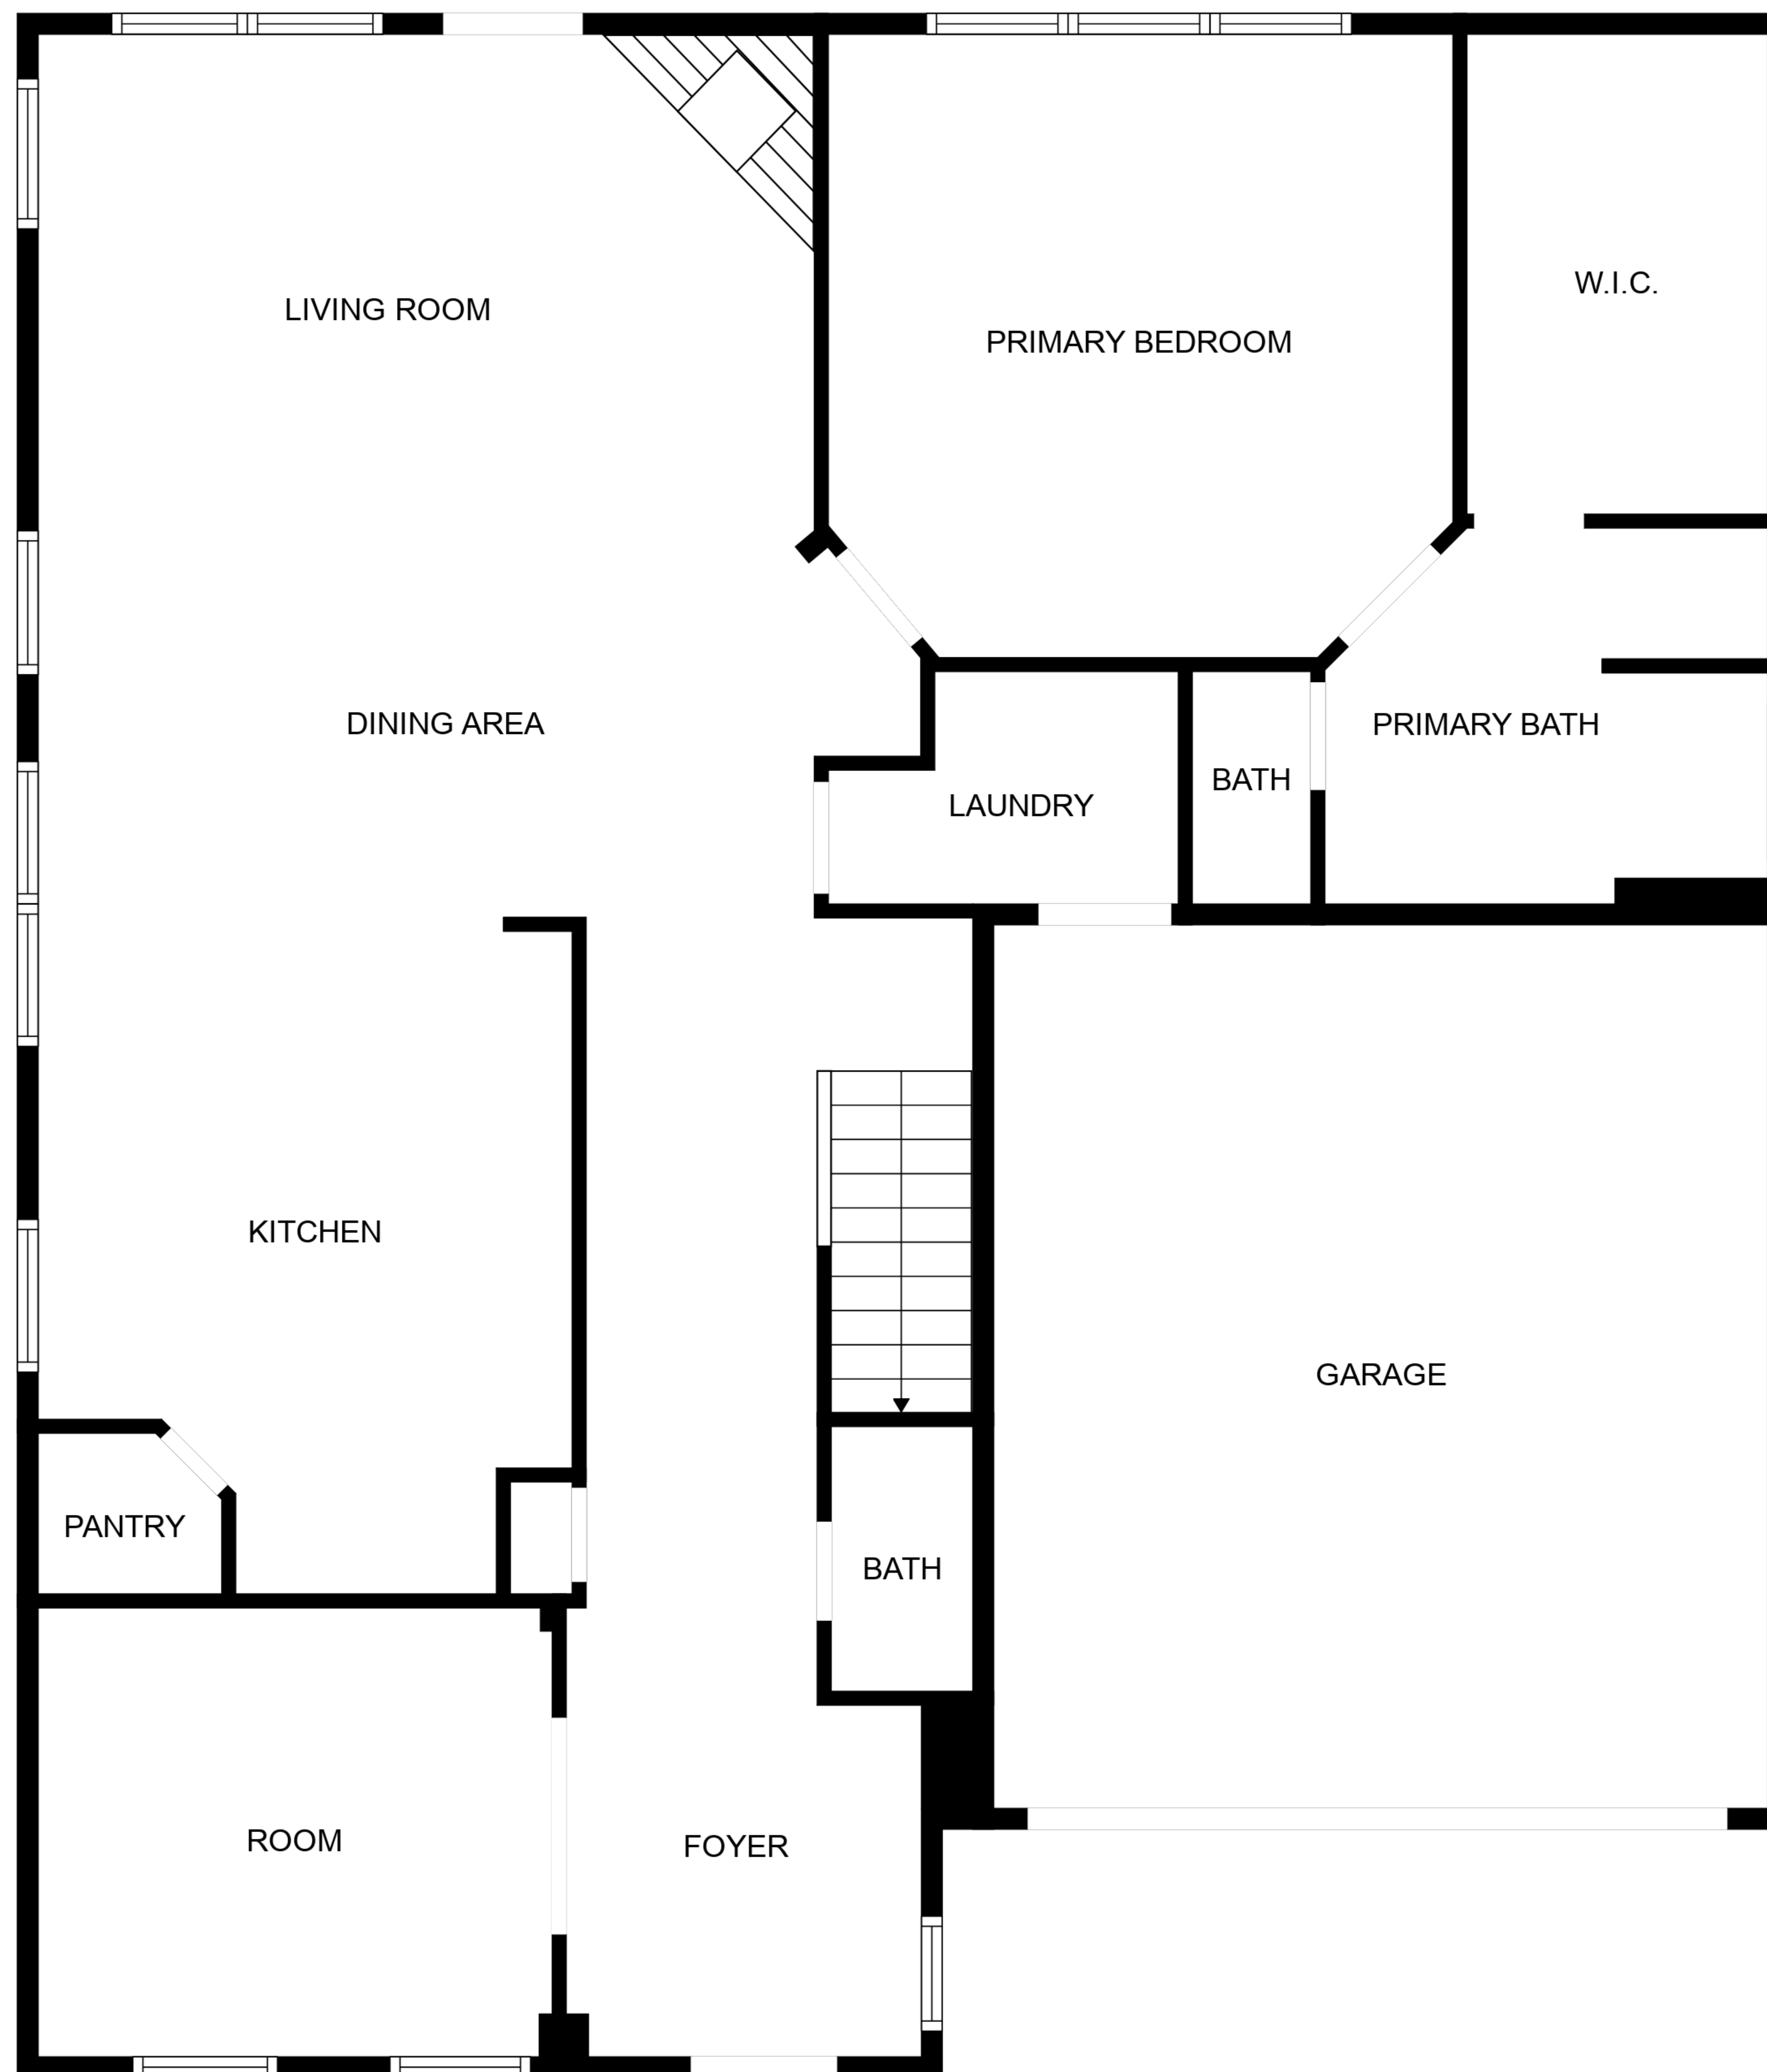 W.I.C.
LIVING ROOM
PRIMARY BEDROOM
DINING AREA
PRIMARY BATH
BATH
LAUNDRY
KITCHEN
GARAGE
PANTRY
BATH
ROOM
FOYER